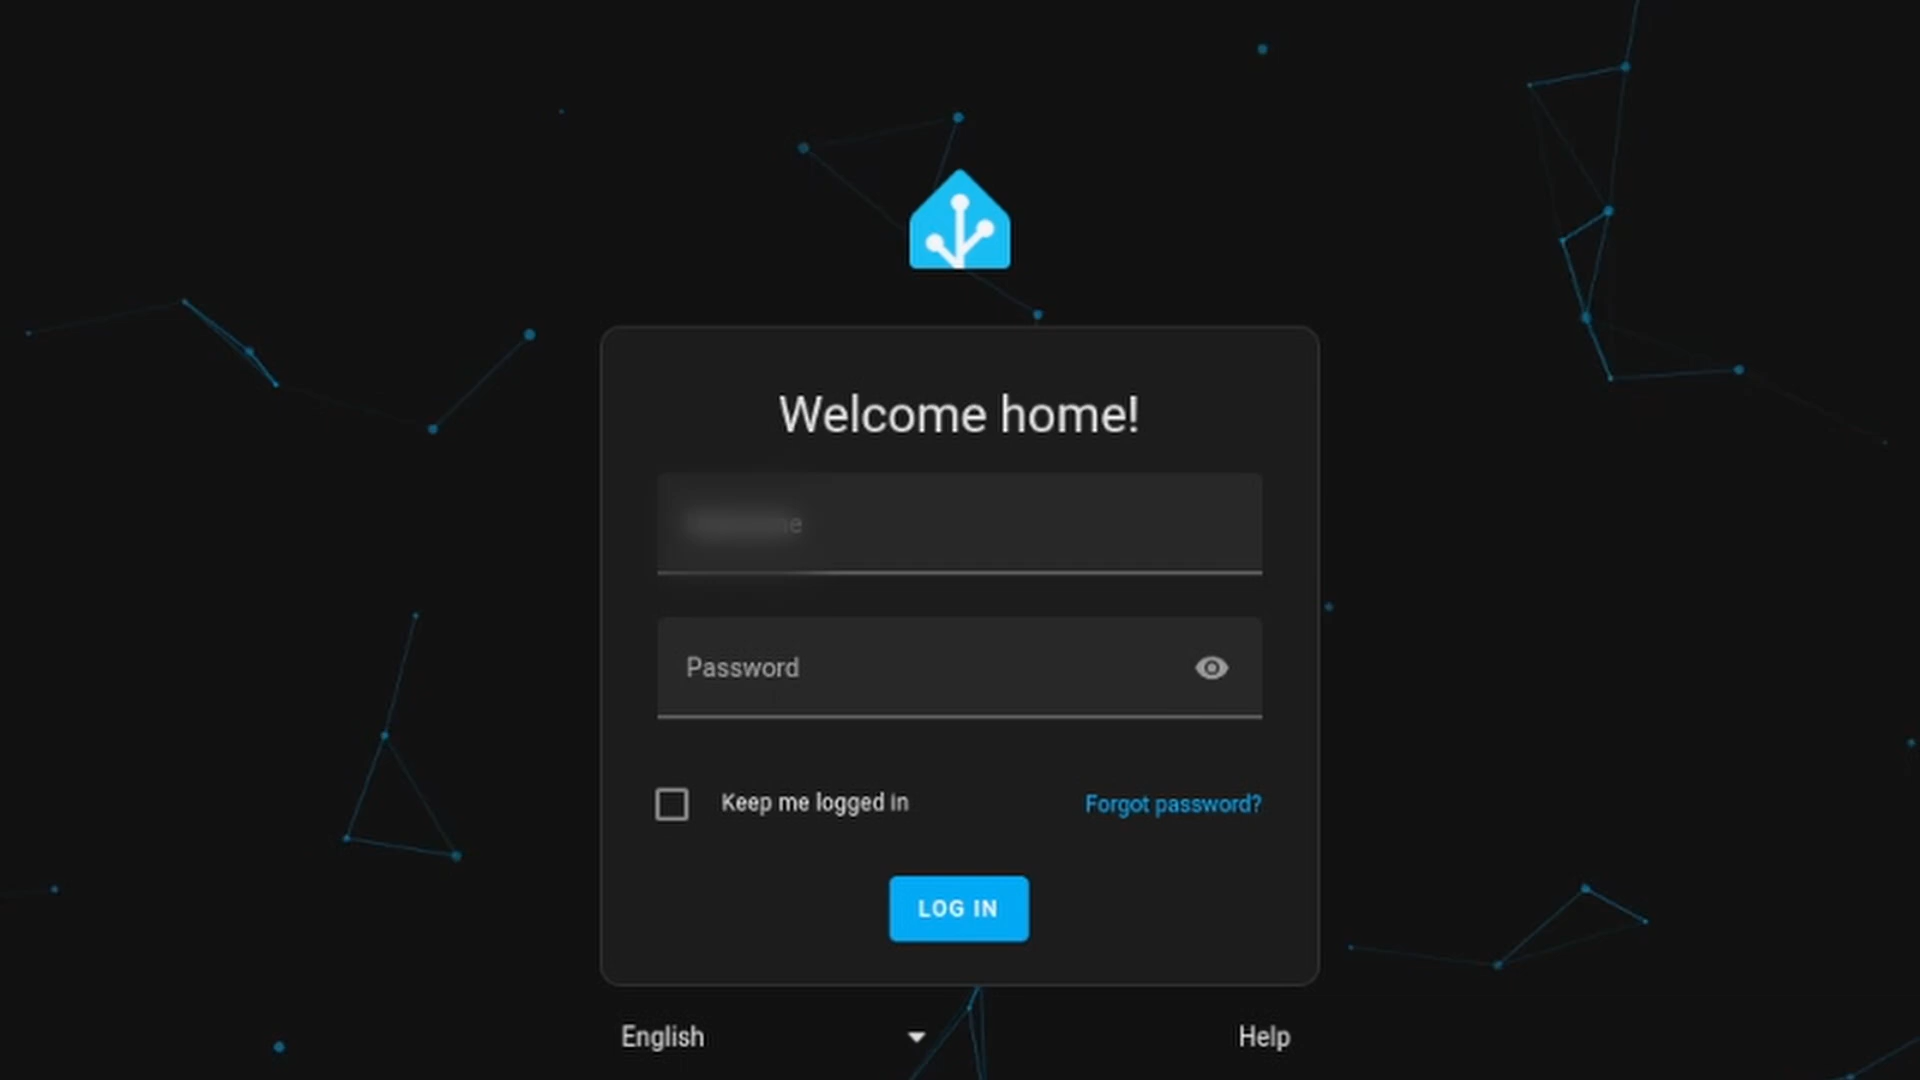 Welcome home!
Password
Keep me logged in
Forgot password?
LOG IN
English
Help